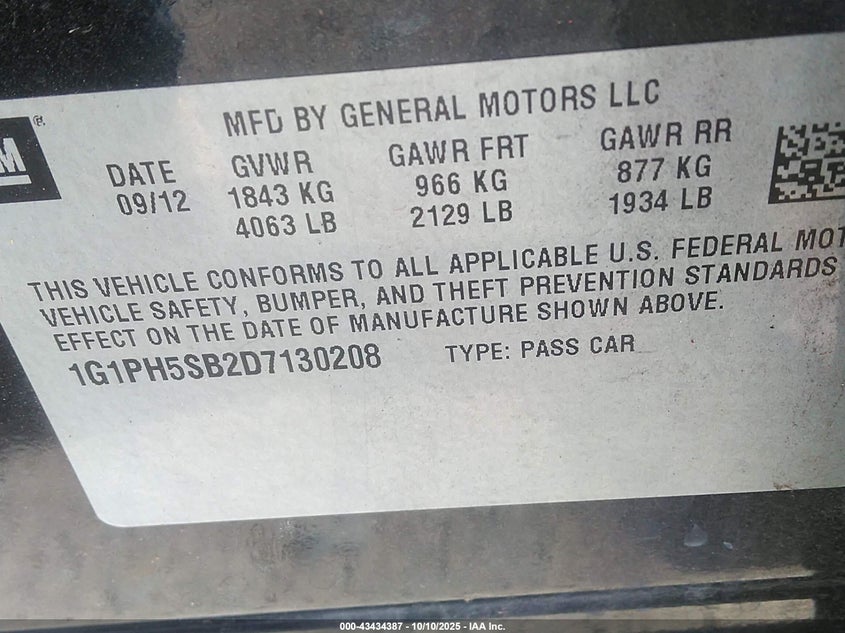 GM®
MFD BY GENERAL MOTORS LLC
DATE GVWR GAWR FRT GAWR RR
09/12 1843 KG 966 KG 877 KG
4063 LB 2129 LB 1934 LB
THIS VEHICLE CONFORMS TO ALL APPLICABLE U.S. FEDERAL MOT
VEHICLE SAFETY, BUMPER, AND THEFT PREVENTION STANDARDS
EFFECT ON THE DATE OF MANUFACTURE SHOWN ABOVE.
1G1PH5SB2D7130208 TYPE: PASS CAR
000-43434387 - 10/10/2025 - IAA Inc.